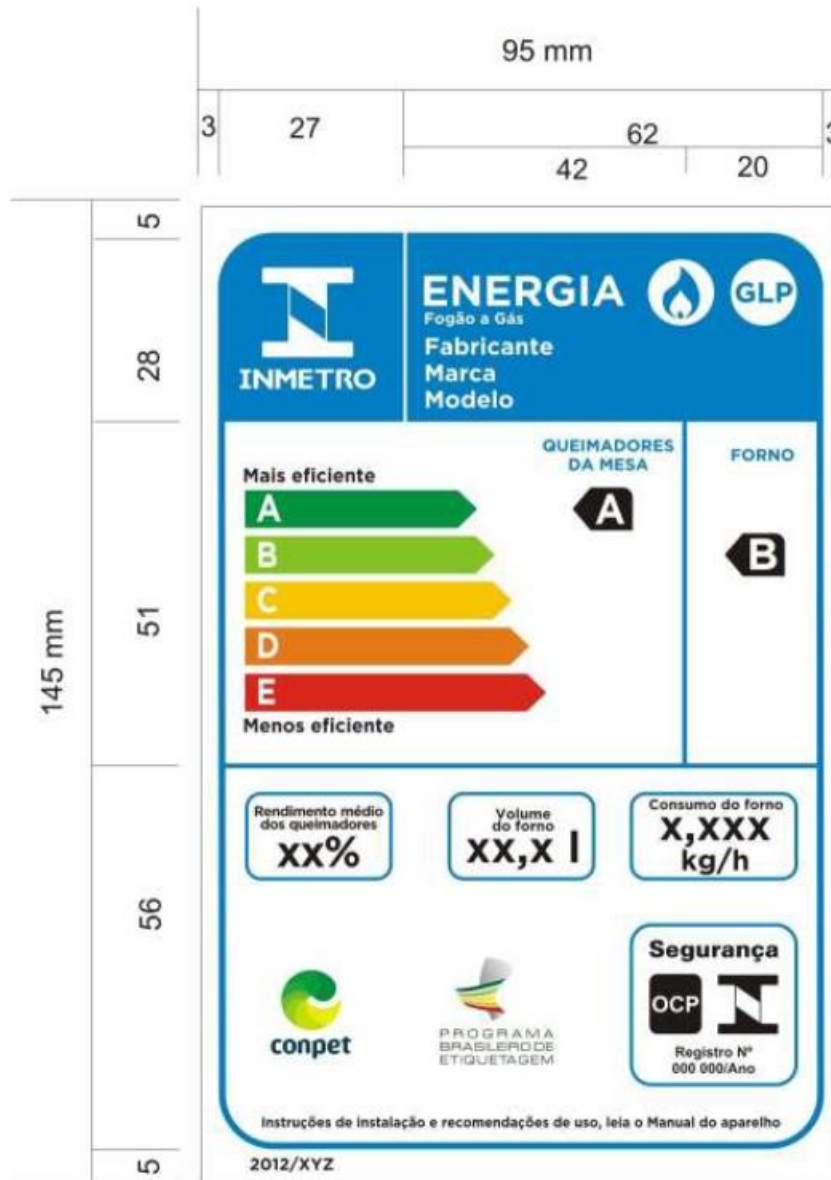 95 mm
3
27
62
3
42
20
145 mm
5
28
51
56
5
INMETRO
ENERGIA
GLP
Fogão a Gás
Fabricante
Marca
Modelo
QUEIMADORES
DA MESA
FORNO
Mais eficiente
A
B
C
D
E
A
B
Menos eficiente
Rendimento médio
dos queimadores
xx%
Volume
do forno
xx,x l
Consumo do forno
x,xxx
kg/h
conpet
PROGRAMA
BRASILEIRO DE
ETIQUETAGEM
Segurança
OCP
Registro Nº
000 000/Ano
Instruções de instalação e recomendações de uso, leia o Manual do aparelho
2012/XYZ